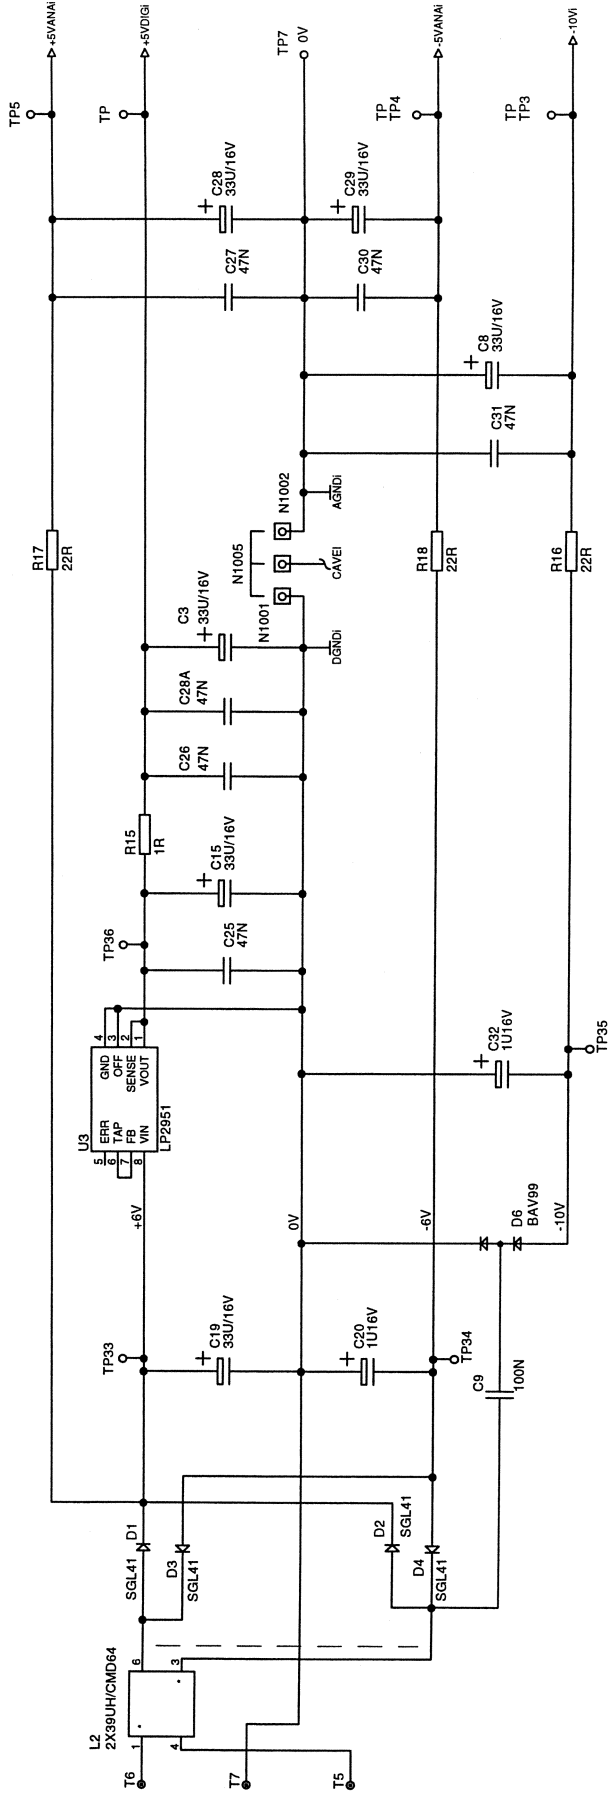 +5VANAi
+5VDIGi
TP7
0V
-5VANAi
-10Vi
TP5
TP
TP
TP4
TP
TP3
C28
33U/16V
C29
33U/16V
C27
47N
C30
47N
C8
33U/16V
C31
47N
N1002
AGNDi
R17
22R
N1005
CAVEI
R18
22R
R16
22R
N1001
C3
33U/16V
DGNDi
C28A
47N
C26
47N
R15
1R
C15
33U/16V
TP36
C25
47N
4
3
2
1
GND
OFF
SENSE
VOUT
U3
LP2951
ERR
TAP
FB
VIN
5
6
7
8
C32
1U16V
TP35
+6V
0V
-6V
D6
BAV99
-10V
TP33
C19
33U/16V
C20
1U16V
TP34
C9
100N
D1
SGL41
D3
SGL41
D2
SGL41
D4
SGL41
L2
2X39UH/CMD64
6
3
1
4
T6
T7
T5